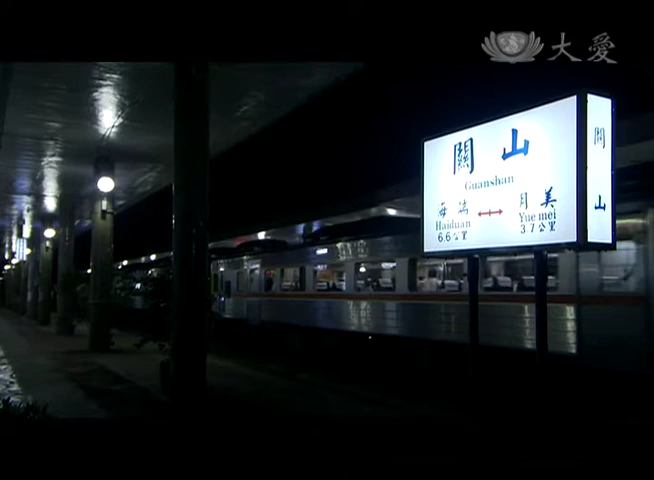 大愛
關山
Guanshan
海端 月美
Haiduan Yue mei
6.6公里 3.7公里
關山